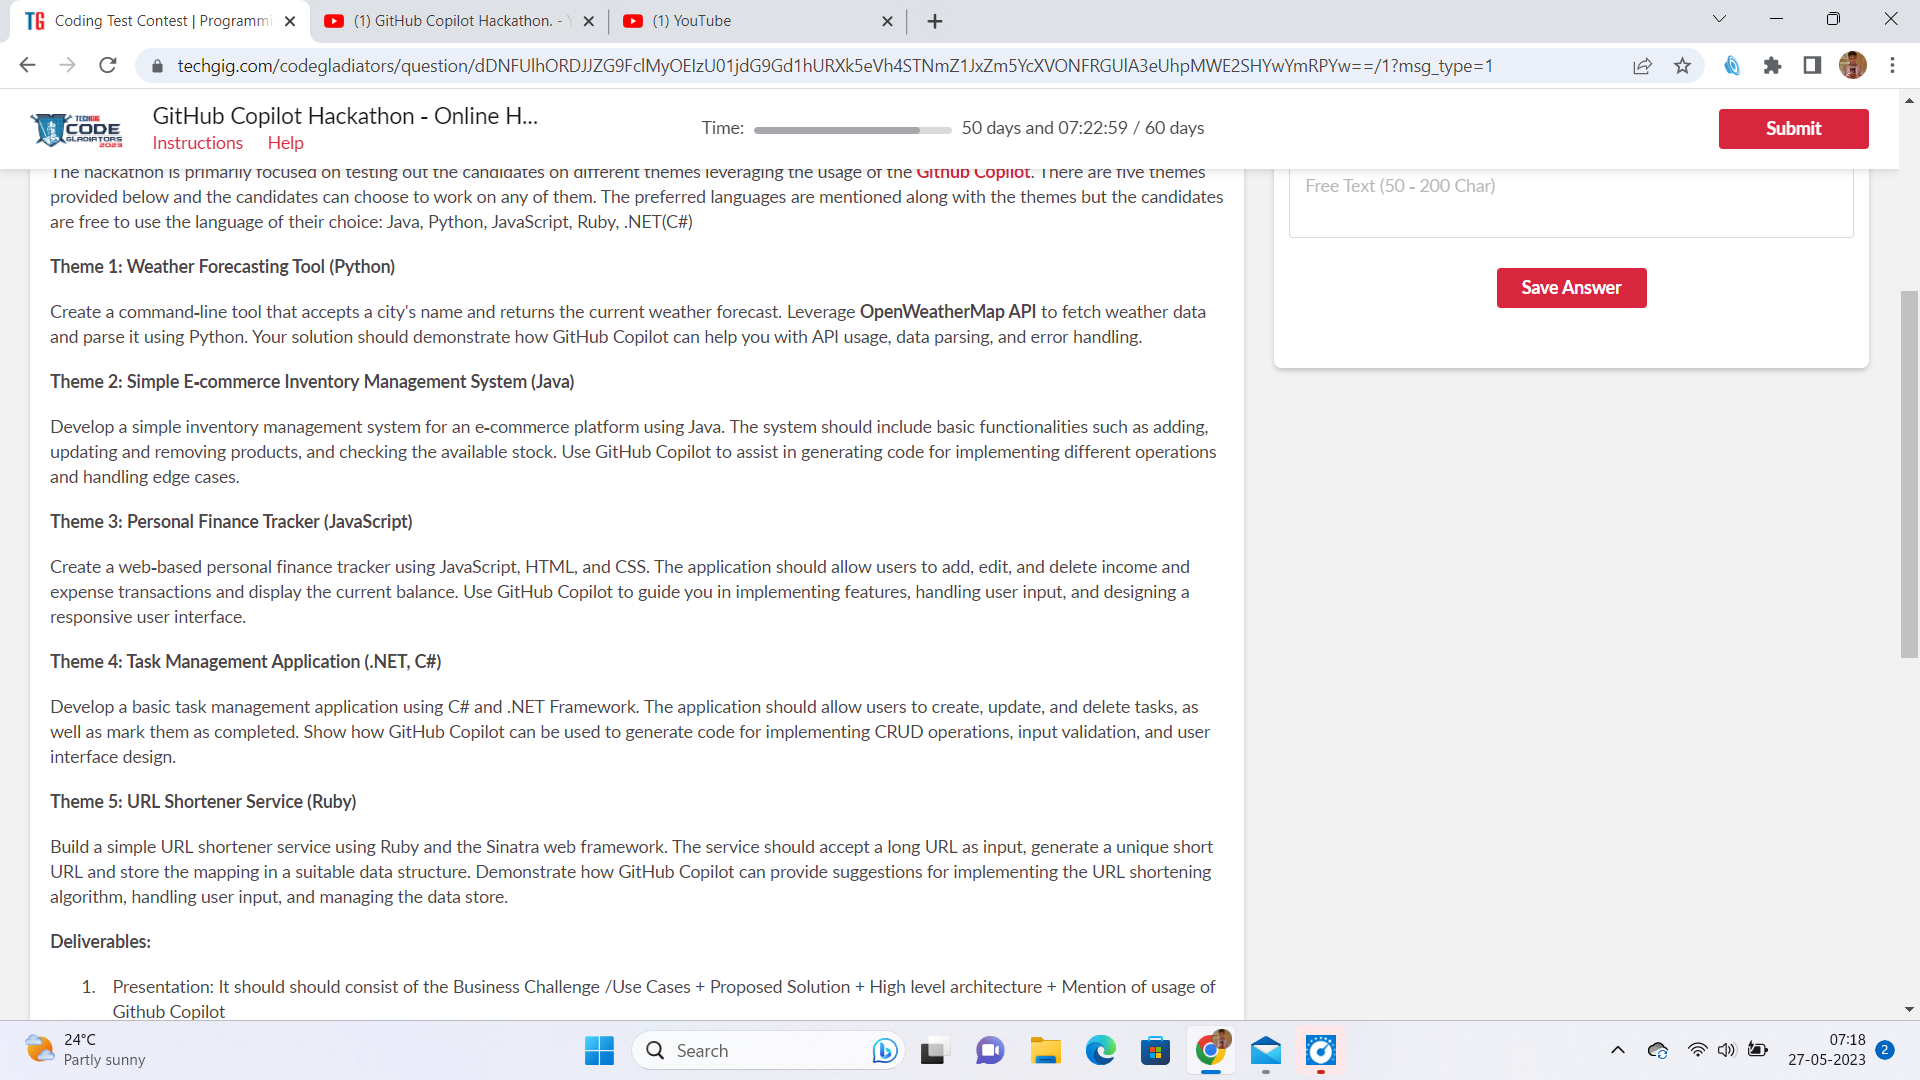 Coding Test Contest | Programmi
(1) GitHub Copilot Hackathon. - Y
(1) YouTube
techgig.com/codegladiators/question/dDNFUlhORDJJZG9FclMyOEIzU01jdG9Gd1hURXk5eVh4STNmZ1JxZm5YcXVONFRGUlA3eUhpMWE2SHYwYmRPYw==/1?msg_type=1
TECHGIG
CODE
GLADIATORS
2023
GitHub Copilot Hackathon - Online H...
Instructions Help
Time: 50 days and 07:22:59 / 60 days
Submit
The hackathon is primarily focused on testing out the candidates on different themes leveraging the usage of the Github Copilot. There are five themes
provided below and the candidates can choose to work on any of them. The preferred languages are mentioned along with the themes but the candidates
are free to use the language of their choice: Java, Python, JavaScript, Ruby, .NET(C#)
Theme 1: Weather Forecasting Tool (Python)
Create a command-line tool that accepts a city's name and returns the current weather forecast. Leverage OpenWeatherMap API to fetch weather data
and parse it using Python. Your solution should demonstrate how GitHub Copilot can help you with API usage, data parsing, and error handling.
Theme 2: Simple E-commerce Inventory Management System (Java)
Develop a simple inventory management system for an e-commerce platform using Java. The system should include basic functionalities such as adding,
updating and removing products, and checking the available stock. Use GitHub Copilot to assist in generating code for implementing different operations
and handling edge cases.
Theme 3: Personal Finance Tracker (JavaScript)
Create a web-based personal finance tracker using JavaScript, HTML, and CSS. The application should allow users to add, edit, and delete income and
expense transactions and display the current balance. Use GitHub Copilot to guide you in implementing features, handling user input, and designing a
responsive user interface.
Theme 4: Task Management Application (.NET, C#)
Develop a basic task management application using C# and .NET Framework. The application should allow users to create, update, and delete tasks, as
well as mark them as completed. Show how GitHub Copilot can be used to generate code for implementing CRUD operations, input validation, and user
interface design.
Theme 5: URL Shortener Service (Ruby)
Build a simple URL shortener service using Ruby and the Sinatra web framework. The service should accept a long URL as input, generate a unique short
URL and store the mapping in a suitable data structure. Demonstrate how GitHub Copilot can provide suggestions for implementing the URL shortening
algorithm, handling user input, and managing the data store.
Deliverables:
1. Presentation: It should should consist of the Business Challenge /Use Cases + Proposed Solution + High level architecture + Mention of usage of
Github Copilot
Free Text (50 - 200 Char)
Save Answer
24°C
Partly sunny
Search
07:18
27-05-2023
2